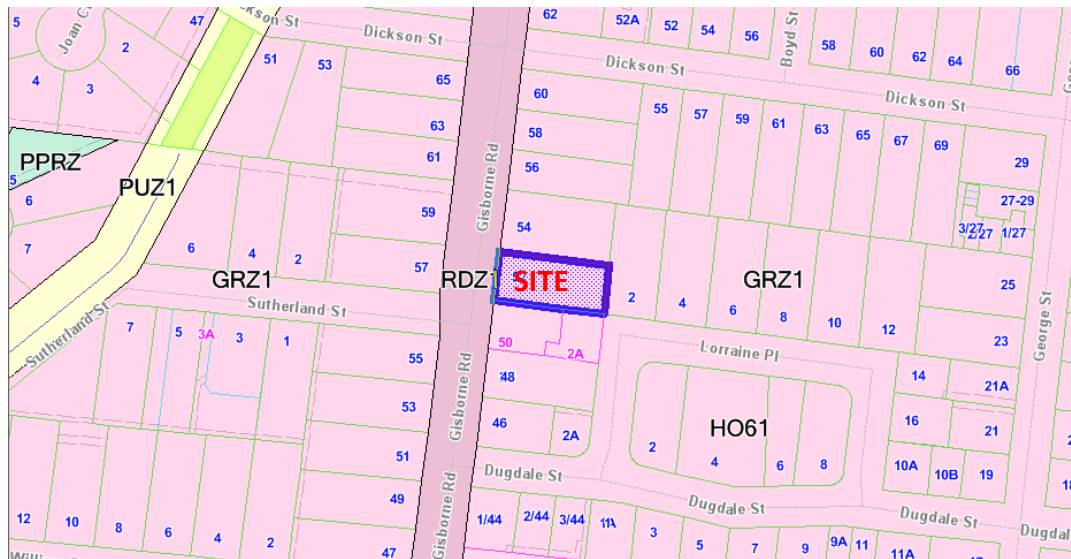 5
Joan C
47
2
4
3
ckson St
51
53
Dickson St
65
63
61
59
57
62
52A
52
54
56
Boyd St
58
60
62
64
66
Dickson St
Dickson St
60
58
56
54
55
57
59
61
63
65
67
69
29
27-29
3/27
2/27
1/27
25
23
PPRZ
5
6
7
PUZ1
6
4
2
GRZ1
Gisborne Rd
RDZ1
SITE
2
4
6
8
10
12
GRZ1
George St
Sutherland St
Sutherland St
7
5
3A
3
1
55
53
51
49
47
Gisborne Rd
Gisborne Rd
50
2A
48
46
2A
Lorraine Pl
14
21A
16
21
10A
10B
19
HO61
2
4
6
8
Dugdale St
Dugdale St
Dugdale St
Dugdal
1/44
2/44
3/44
11A
3
5
7
9
9A
11
11A
12
10
8
6
4
2